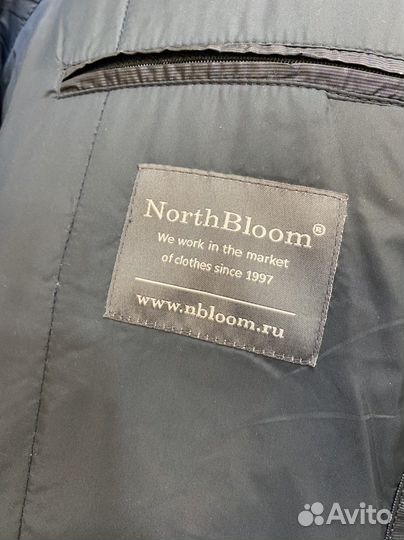 NorthBloom®
We work in the market
of clothes since 1997
www.nbloom.ru
Avito